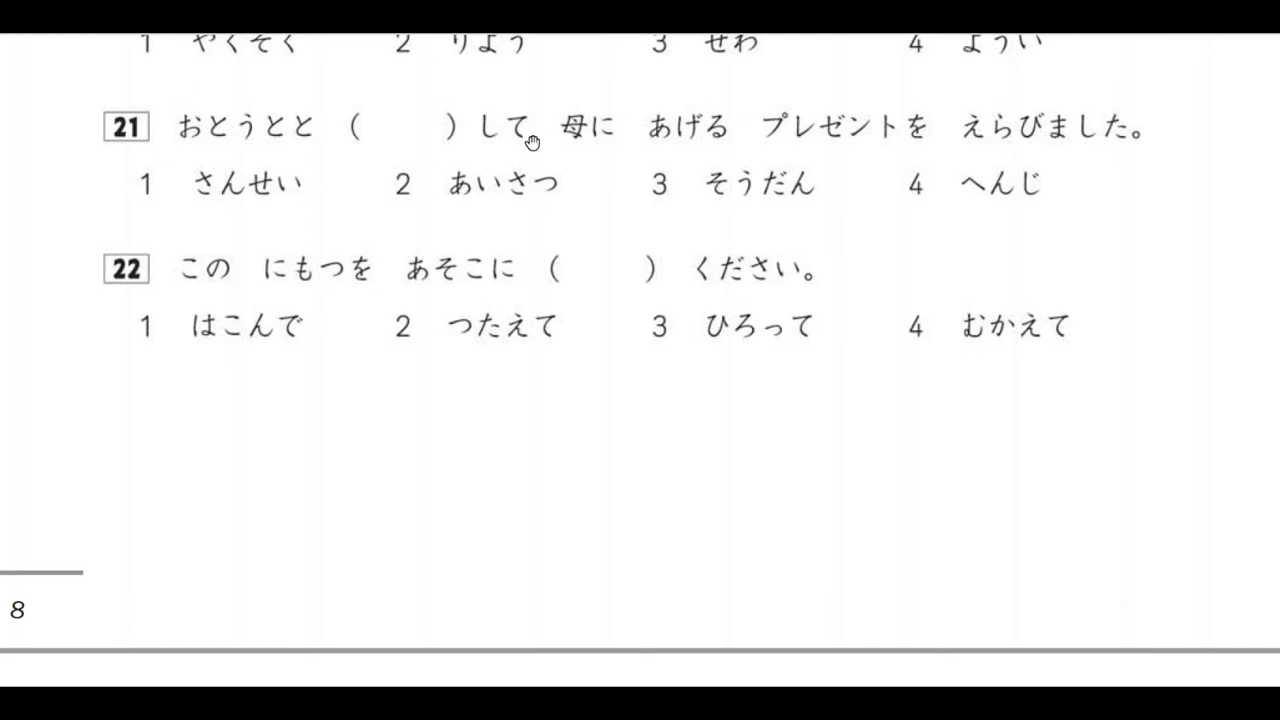 1 やくそく 2 りよう 3 せわ 4 ようい
21 おとうとと ( )して 母に あげる プレゼントを えらびました。
1 さんせい 2 あいさつ 3 そうだん 4 へんじ
22 この にもつを あそこに ( ) ください。
1 はこんで 2 つたえて 3 ひろって 4 むかえて
8